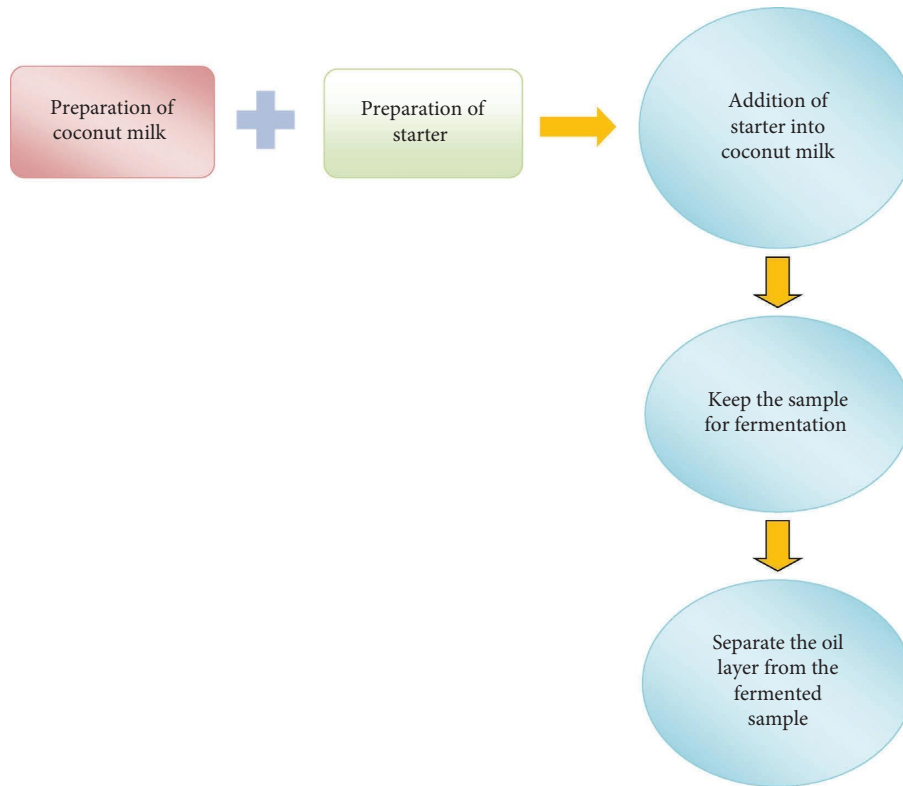 Preparation of
coconut milk
Preparation of
starter
Addition of
starter into
coconut milk
Keep the sample
for fermentation
Separate the oil
layer from the
fermented
sample